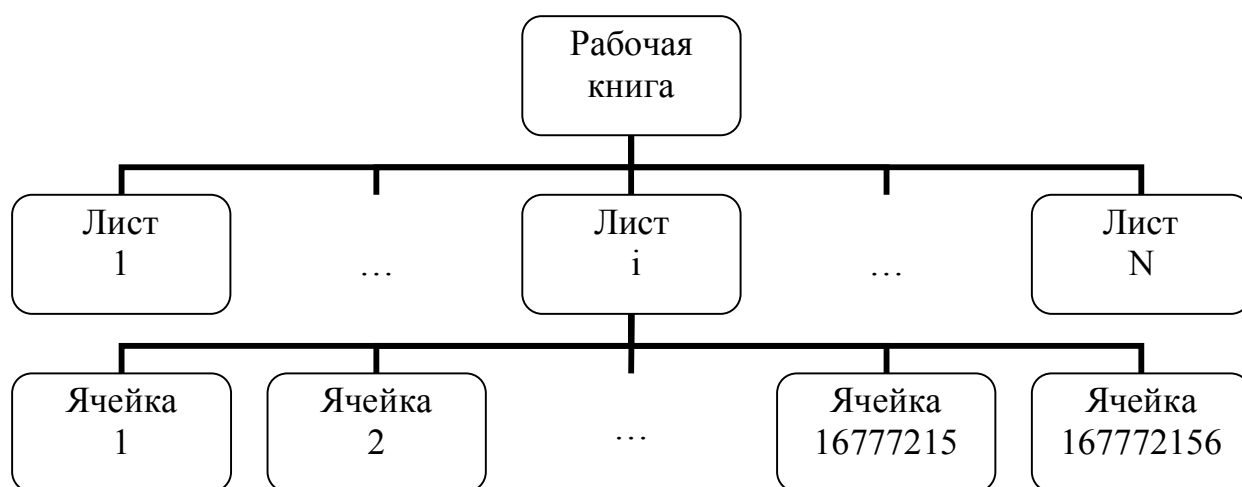 Рабочая
книга
Лист
1
…
Лист
i
…
Лист
N
Ячейка
1
Ячейка
2
…
Ячейка
16777215
Ячейка
167772156